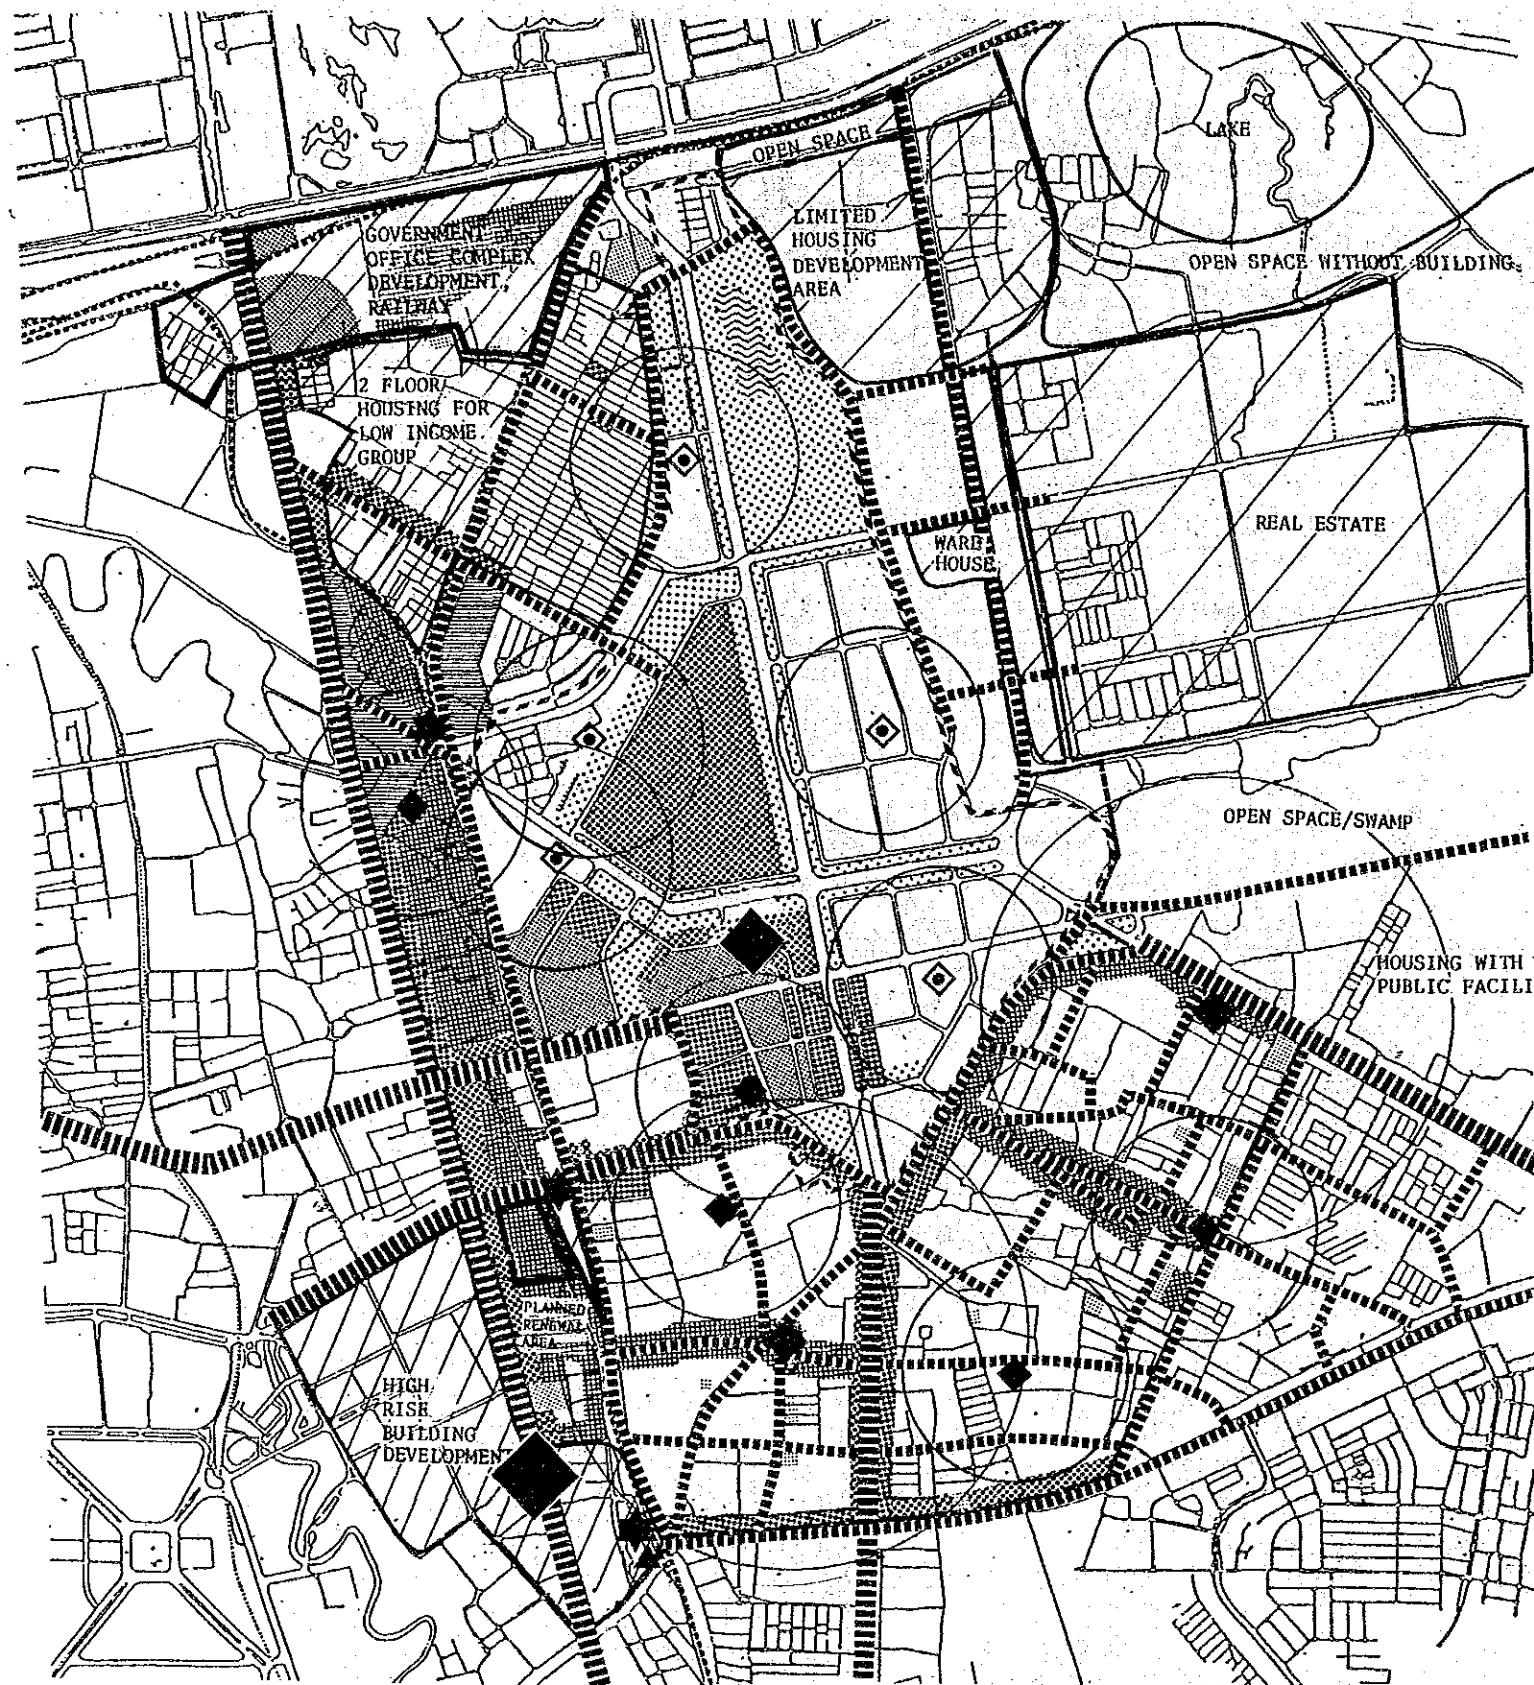 OPEN SPACE
LAKE
GOVERNMENT
OFFICE COMPLEX
DEVELOPMENT,
RAILWAY
LIMITED
HOUSING
DEVELOPMENT
AREA
OPEN SPACE WITHOUT BUILDING
2 FLOOR
HOUSING FOR
LOW INCOME
GROUP
WARE
HOUSE
REAL ESTATE
OPEN SPACE/SWAMP
HOUSING WITH
PUBLIC FACILI
PLANNED
RENEWAL
AREA
HIGH
RISE
BUILDING
DEVELOPMENT